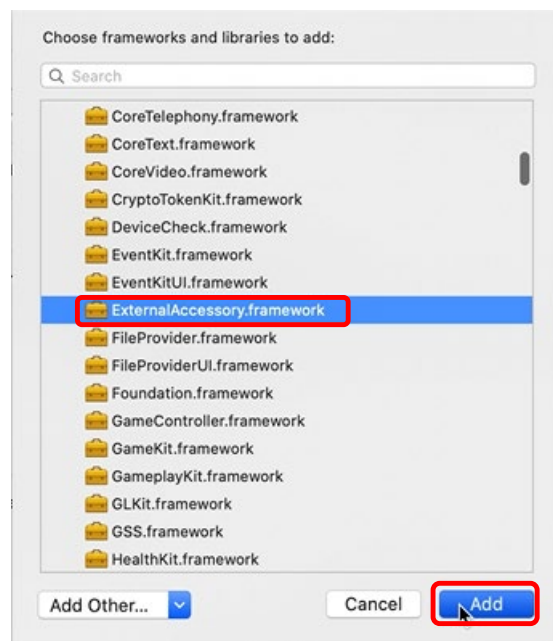 Choose frameworks and libraries to add:
Search
CoreTelephony.framework
CoreText.framework
CoreVideo.framework
CryptoTokenKit.framework
DeviceCheck.framework
EventKit.framework
EventKitUI.framework
ExternalAccessory.framework
FileProvider.framework
FileProviderUI.framework
Foundation.framework
GameController.framework
GameKit.framework
GameplayKit.framework
GLKit.framework
GSS.framework
HealthKit.framework
Add Other... Cancel Add